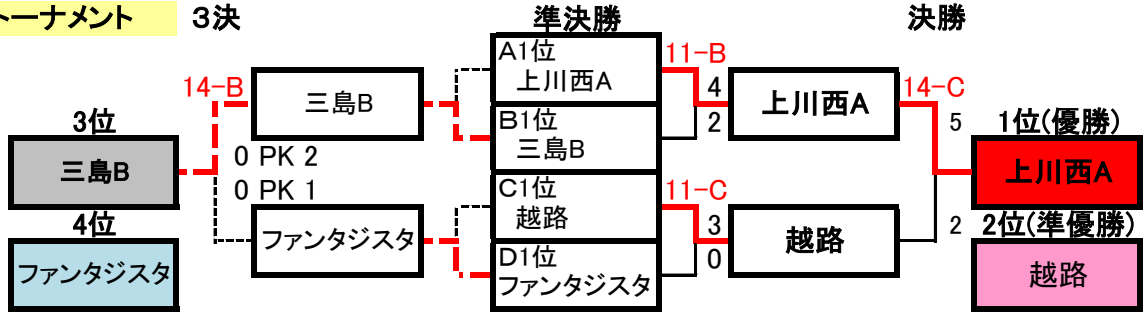 トーナメント
3決
準決勝
決勝
A1位
上川西A
B1位
三島B
C1位
越路
D1位
ファンタジスタ
14-B
三島B
0 PK 2
0 PK 1
ファンタジスタ
3位
三島B
4位
ファンタジスタ
11-B
4
2
上川西A
11-C
3
0
越路
14-C
5
2
1位(優勝)
上川西A
2位(準優勝)
越路